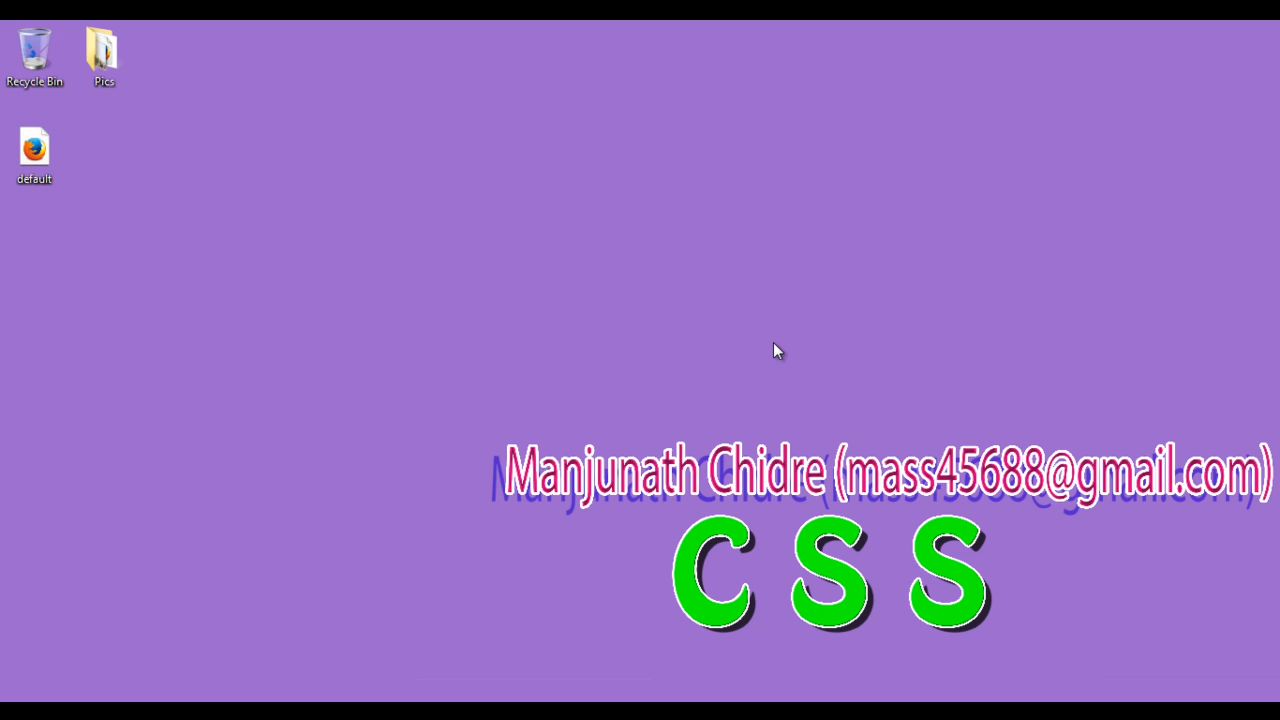 Recycle Bin
Pics
default
Manjunath Chidre (mass45688@gmail.com)
C S S